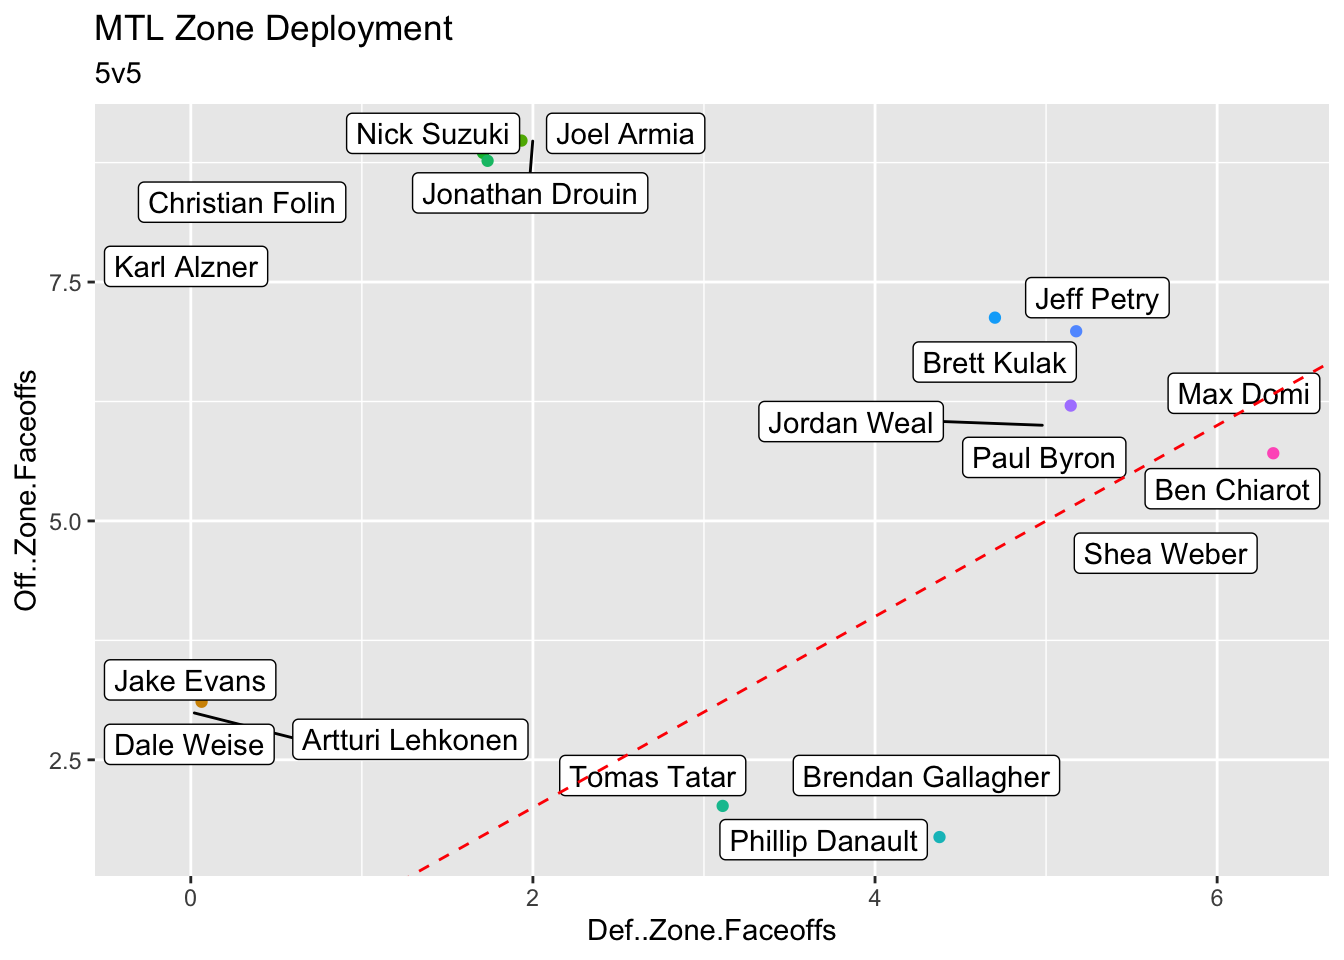 MTL Zone Deployment
5v5
Off..Zone.Faceoffs
7.5
5.0
2.5
Nick Suzuki
Joel Armia
Jonathan Drouin
Christian Folin
Karl Alzner
Jeff Petry
Brett Kulak
Max Domi
Jordan Weal
Paul Byron
Ben Chiarot
Shea Weber
Jake Evans
Dale Weise
Artturi Lehkonen
Tomas Tatar
Brendan Gallagher
Phillip Danault
0
2
4
6
Def..Zone.Faceoffs